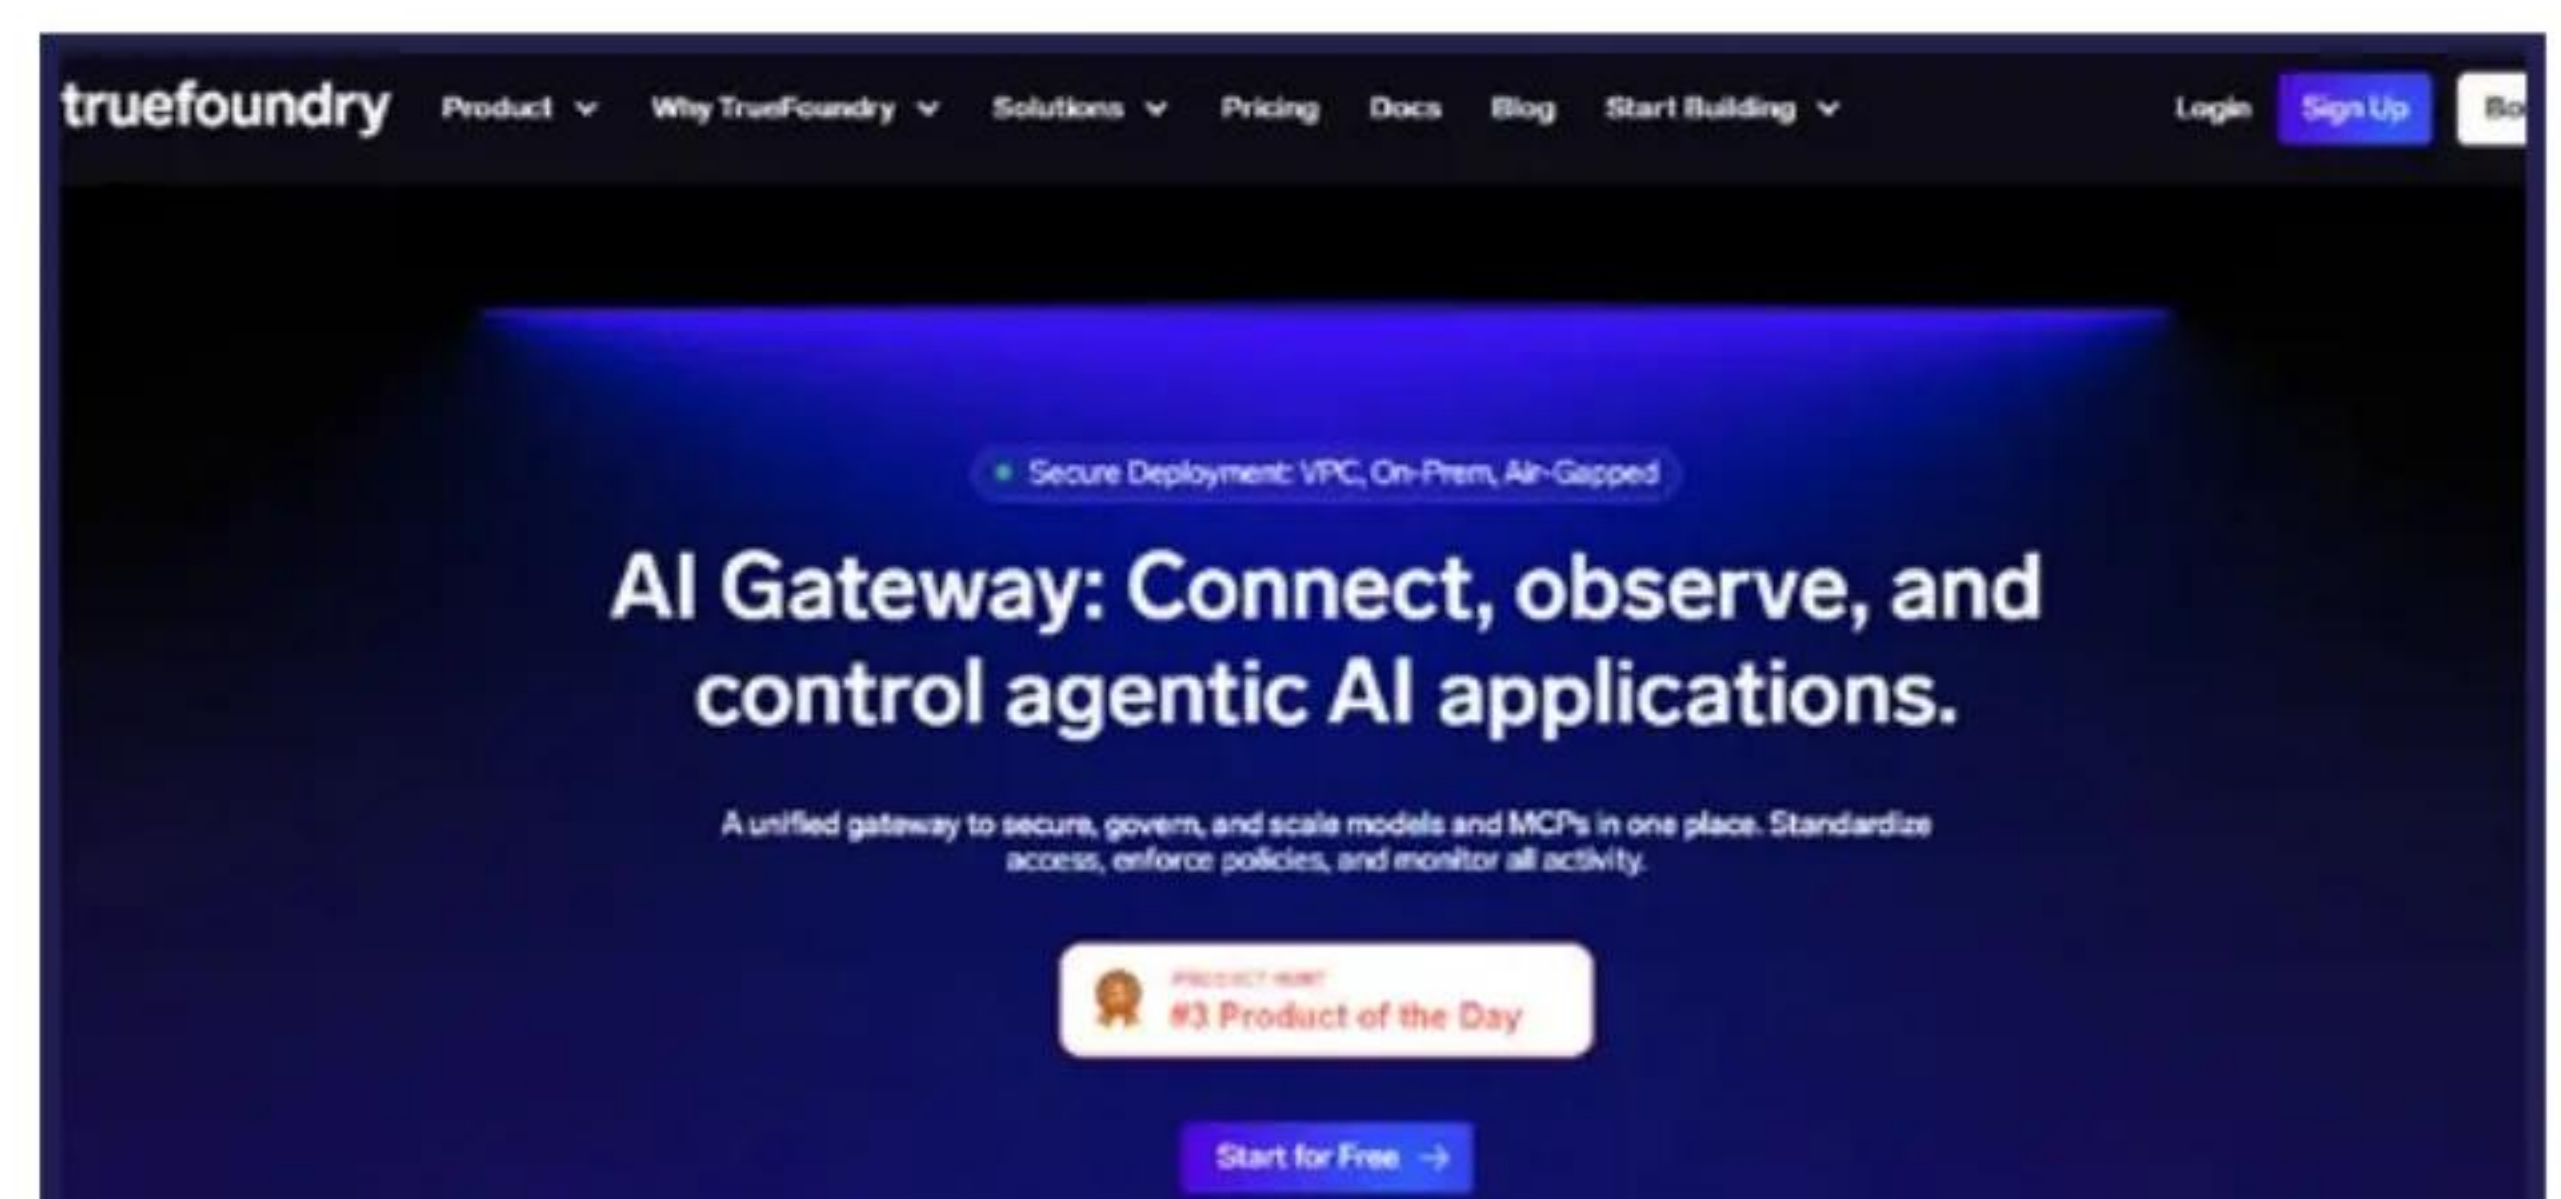 truefoundry Product Why TrueFoundry Solutions Pricing Docs Blog Start Building Login Sign Up Bo
Secure Deployment: VPC, On-Prem, Air-Gapped
AI Gateway: Connect, observe, and
control agentic AI applications.
A unified gateway to secure, govern, and scale models and MCPs in one place. Standardize
access, enforce policies, and monitor all activity.
PRODUCT HUNT
#3 Product of the Day
Start for Free →